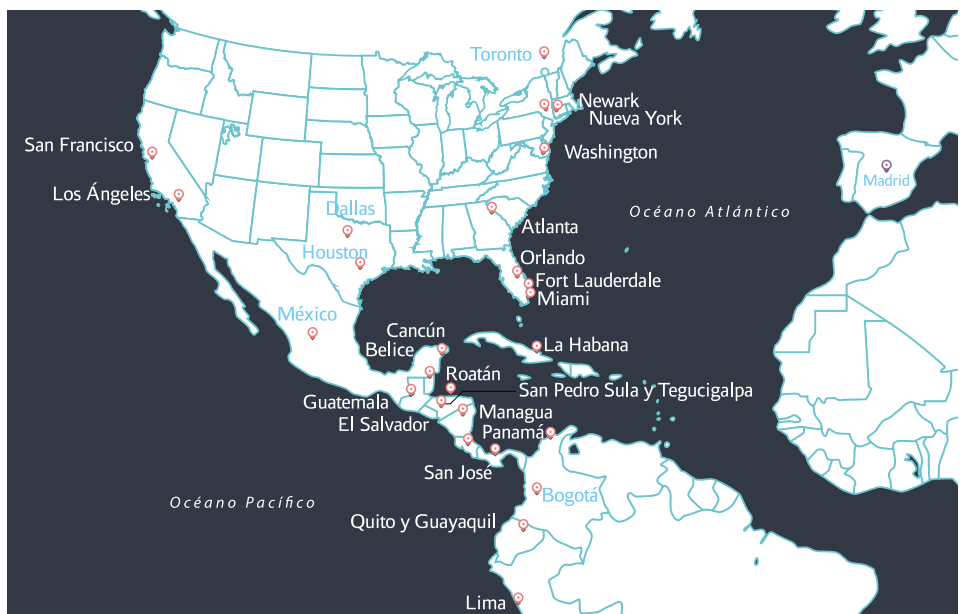 Toronto
Newark
Nueva York
San Francisco
Washington
Madrid
Los Ángeles
Dallas
Océano Atlántico
Atlanta
Houston
Orlando
Fort Lauderdale
Miami
México
Cancún
La Habana
Belice
Roatán
San Pedro Sula y Tegucigalpa
Guatemala
Managua
El Salvador
Panamá
San José
Bogotá
Océano Pacífico
Quito y Guayaquil
Lima